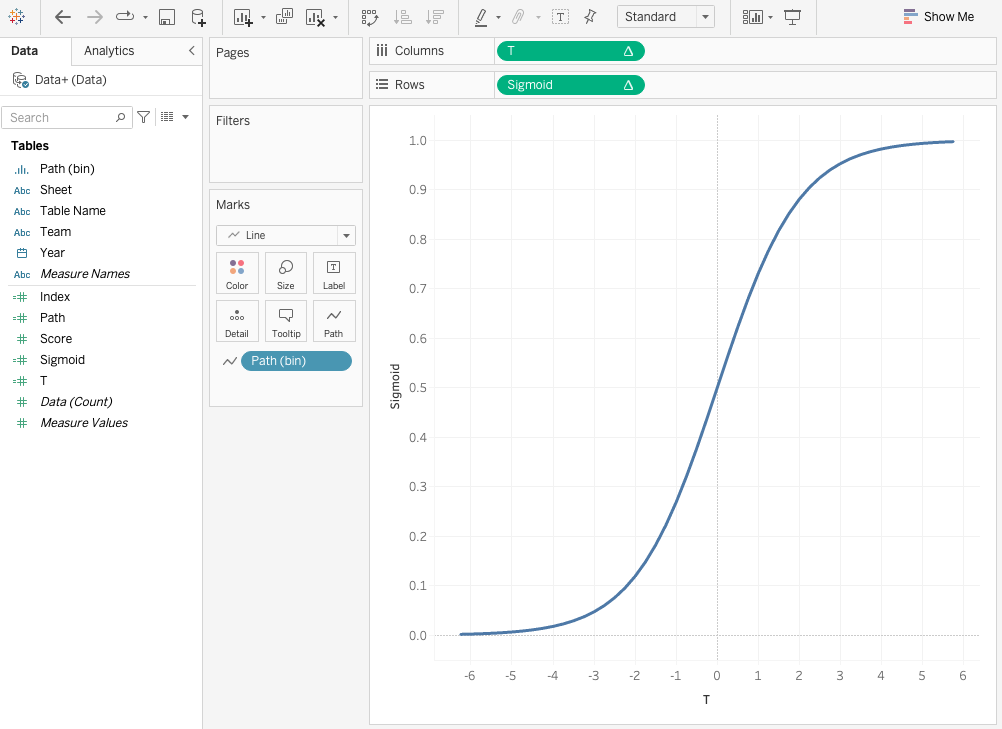 Standard
Show Me
Data
Analytics
Data+ (Data)
Search
Tables
Path (bin)
Abc Sheet
Abc Table Name
Abc Team
Year
Abc Measure Names
Index
Path
Score
Sigmoid
T
Data (Count)
Measure Values
Pages
Filters
Marks
Line
Color Size Label
Detail Tooltip Path
Path (bin)
Columns T
Rows Sigmoid
1.0
0.9
0.8
0.7
0.6
0.5
0.4
0.3
0.2
0.1
0.0
Sigmoid
-6 -5 -4 -3 -2 -1 0 1 2 3 4 5 6
T